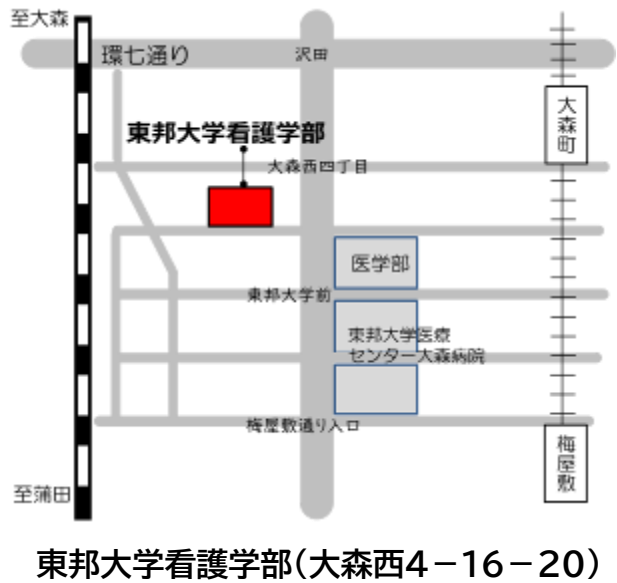 至大森
環七通り
沢田
大森町
東邦大学看護学部
大森西四丁目
医学部
東邦大学前
東邦大学医療
センター大森病院
梅屋敷通り入口
梅屋敷
至蒲田
東邦大学看護学部(大森西4-16-20)